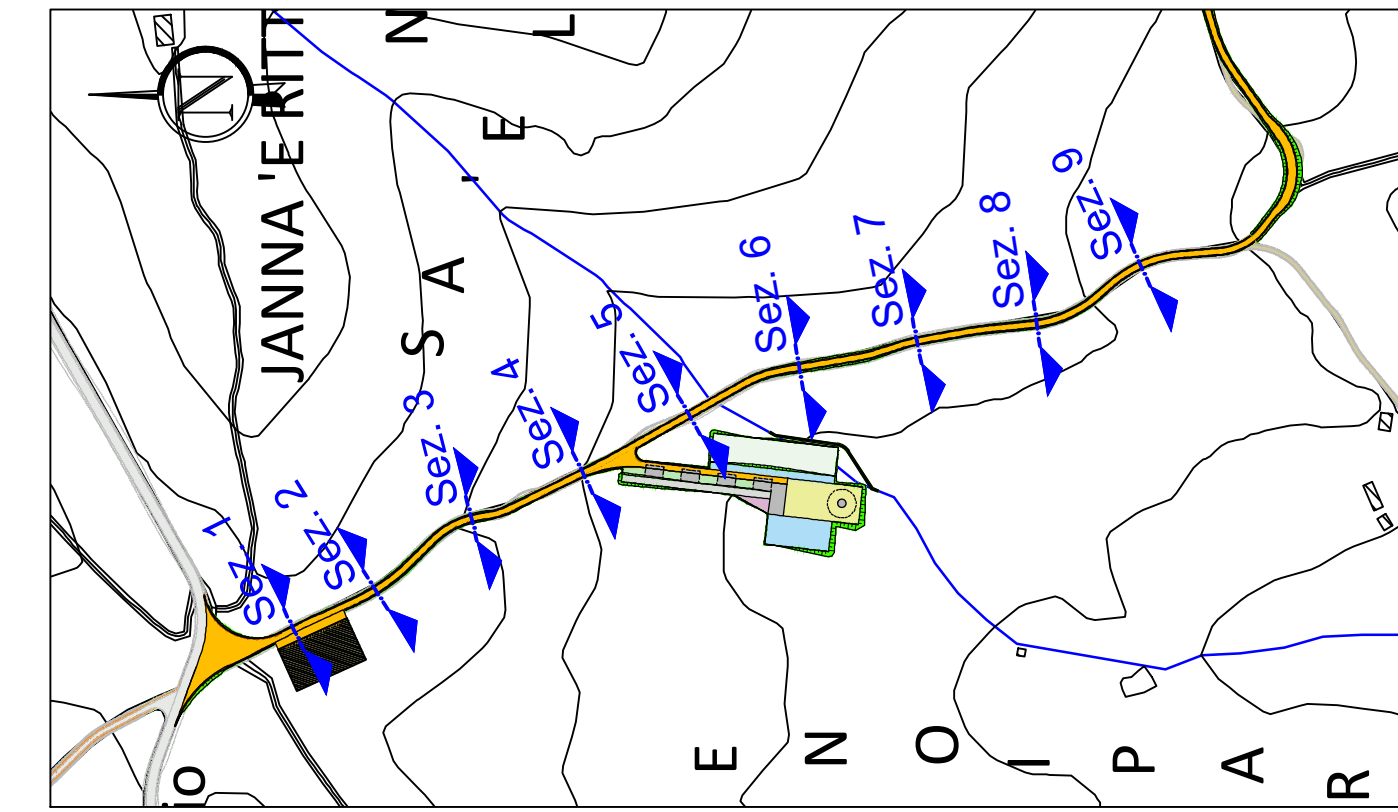 N
JANNA 'E RITT
N
L
S A ' E
Sez. 1
Sez. 2
Sez. 3
Sez. 4
Sez. 5
Sez. 6
Sez. 7
Sez. 8
Sez. 9
io
E N O I P A R